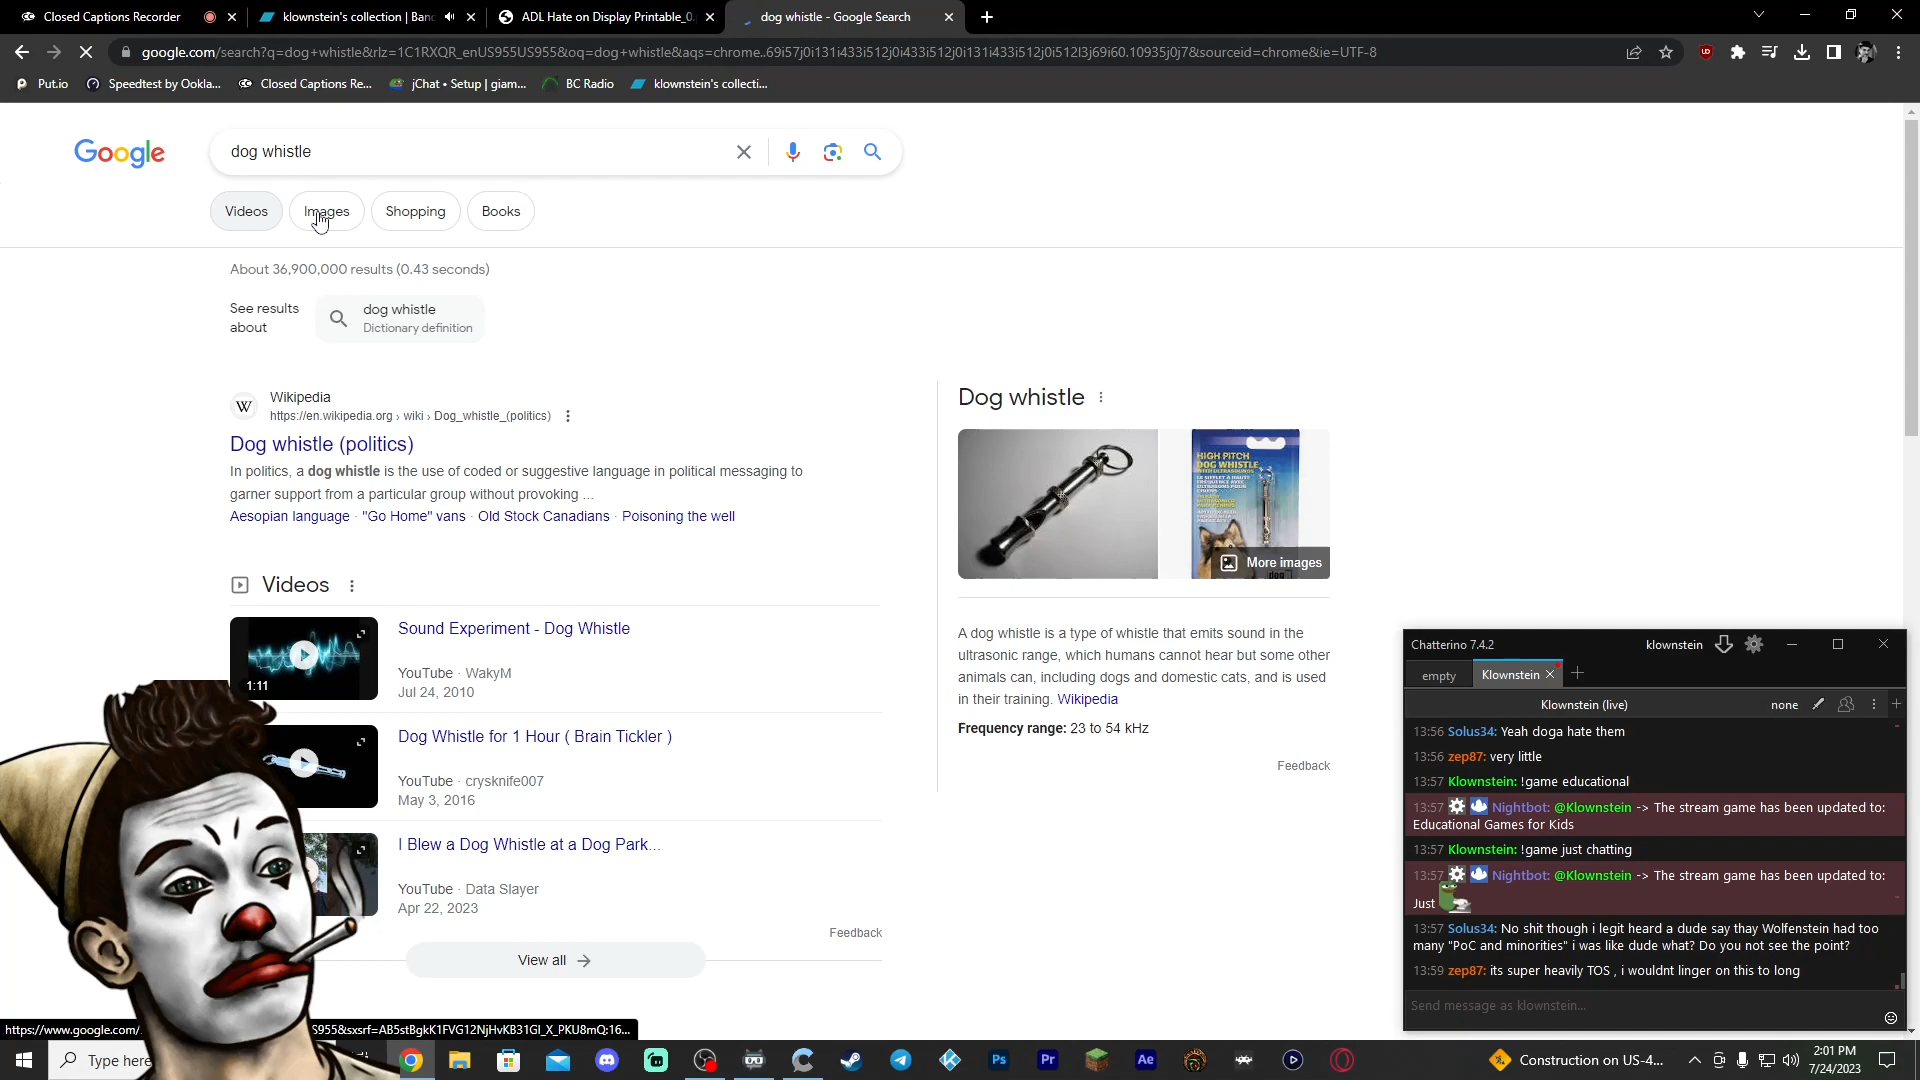 Closed Captions Recorder
klownstein's collection | Banc
ADL Hate on Display Printable_0.
dog whistle - Google Search
google.com/search?q=dog+whistle&rlz=1C1RXQR_enUS955US955&oq=dog+whistle&aqs=chrome..69i57j0i131i433i512j0i433i512j0i131i433i512j0i512l3j69i60.10935j0j7&sourceid=chrome&ie=UTF-8
Put.io
Speedtest by Ookla...
Closed Captions Re...
jChat • Setup | giam...
BC Radio
klownstein's collecti...
Google
dog whistle
Videos
Images
Shopping
Books
About 36,900,000 results (0.43 seconds)
See results
about
dog whistle
Dictionary definition
Wikipedia
https://en.wikipedia.org › wiki › Dog_whistle_(politics)
Dog whistle (politics)
In politics, a dog whistle is the use of coded or suggestive language in political messaging to
garner support from a particular group without provoking ...
Aesopian language · "Go Home" vans · Old Stock Canadians · Poisoning the well
Videos
1:11
Sound Experiment - Dog Whistle
YouTube · WakyM
Jul 24, 2010
Dog Whistle for 1 Hour ( Brain Tickler )
YouTube · crysknife007
May 3, 2016
I Blew a Dog Whistle at a Dog Park...
YouTube · Data Slayer
Apr 22, 2023
Feedback
View all
Dog whistle
HIGH PITCH
DOG WHISTLE
More images
A dog whistle is a type of whistle that emits sound in the
ultrasonic range, which humans cannot hear but some other
animals can, including dogs and domestic cats, and is used
in their training. Wikipedia
Frequency range: 23 to 54 kHz
Feedback
Chatterino 7.4.2
klownstein
empty
Klownstein
Klownstein (live)
none
13:56 Solus34: Yeah doga hate them
13:56 zep87: very little
13:57 Klownstein: !game educational
13:57 Nightbot: @Klownstein -> The stream game has been updated to:
Educational Games for Kids
13:57 Klownstein: !game just chatting
13:57 Nightbot: @Klownstein -> The stream game has been updated to:
Just
13:57 Solus34: No shit though i legit heard a dude say thay Wolfenstein had too
many "PoC and minorities" i was like dude what? Do you not see the point?
13:59 zep87: its super heavily TOS , i wouldnt linger on this to long
Send message as klownstein...
https://www.google.com/
S955&sxsrf=AB5stBgkK1FVG12NjHvKB31GI_X_PKU8mQ:16...
Type here
Ps
Pr
Ae
Construction on US-4...
2:01 PM
7/24/2023